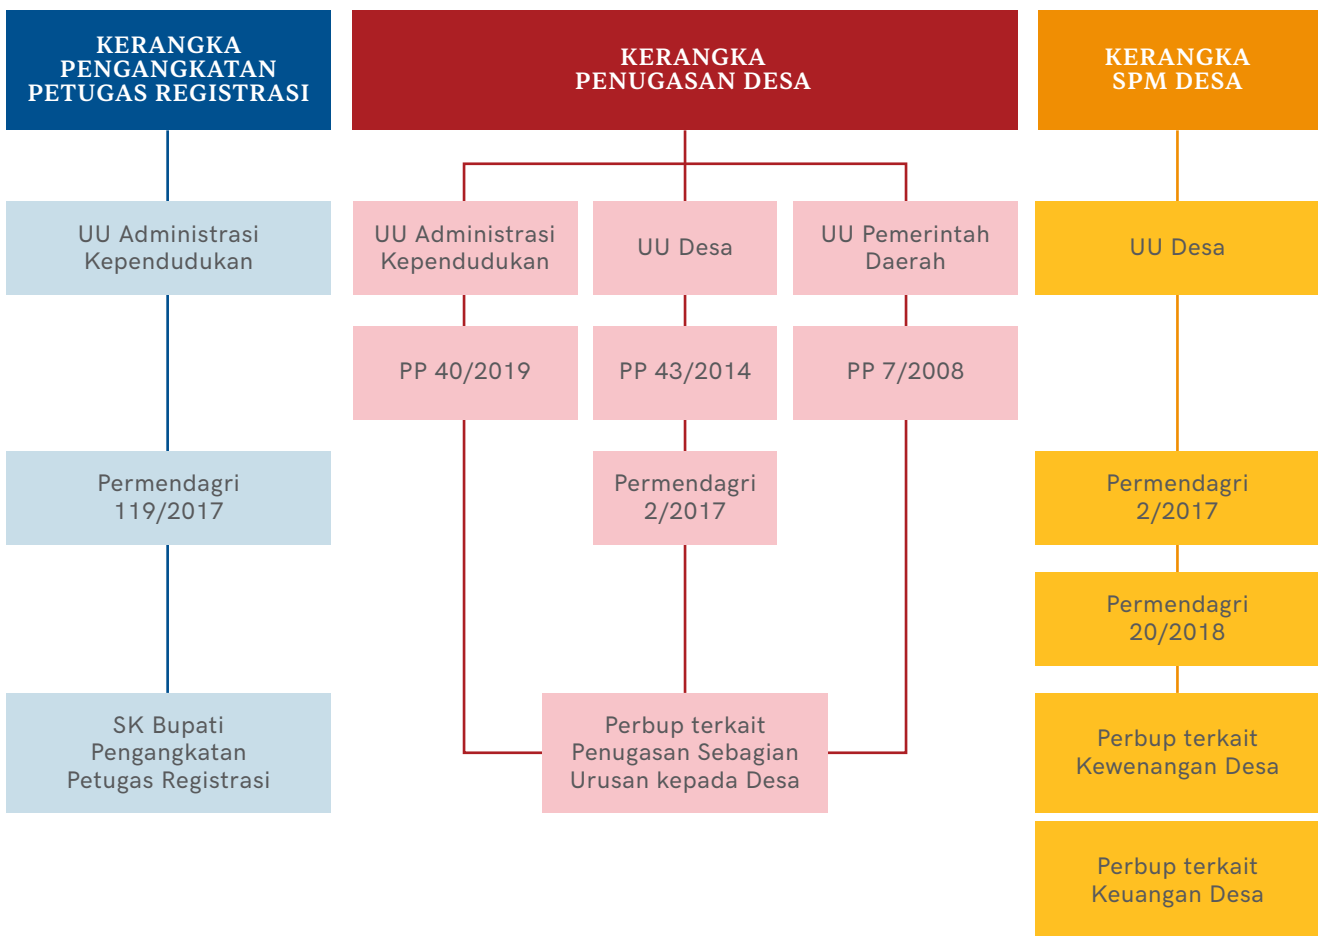 KERANGKA
PENGANGKATAN
PETUGAS REGISTRASI
UU Administrasi
Kependudukan
Permendagri
119/2017
SK Bupati
Pengangkatan
Petugas Registrasi
KERANGKA
PENUGASAN DESA
UU Administrasi
Kependudukan
UU Desa
UU Pemerintah
Daerah
PP 40/2019
PP 43/2014
PP 7/2008
Permendagri
2/2017
Perbup terkait
Penugasan Sebagian
Urusan kepada Desa
KERANGKA
SPM DESA
UU Desa
Permendagri
2/2017
Permendagri
20/2018
Perbup terkait
Kewenangan Desa
Perbup terkait
Keuangan Desa